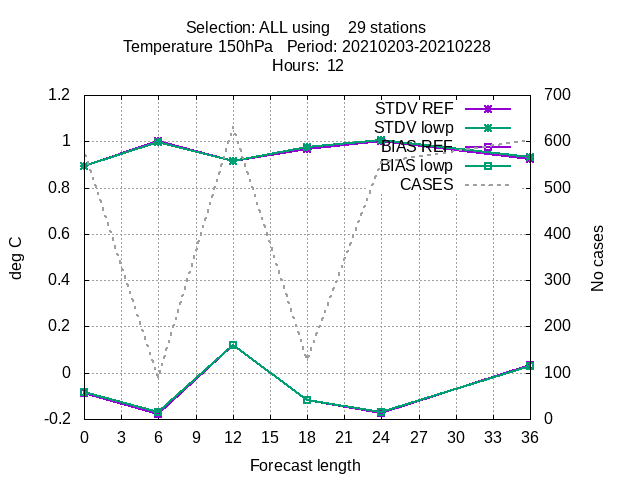 Selection: ALL using    29 stations
Temperature 150hPa   Period: 20210203-20210228
Hours:  12
STDV REF
STDV lowp
BIAS REF
BIAS lowp
CASES
1.2
1
0.8
0.6
0.4
0.2
0
-0.2
deg C
700
600
500
400
300
200
100
0
No cases
0 3 6 9 12 15 18 21 24 27 30 33 36
Forecast length